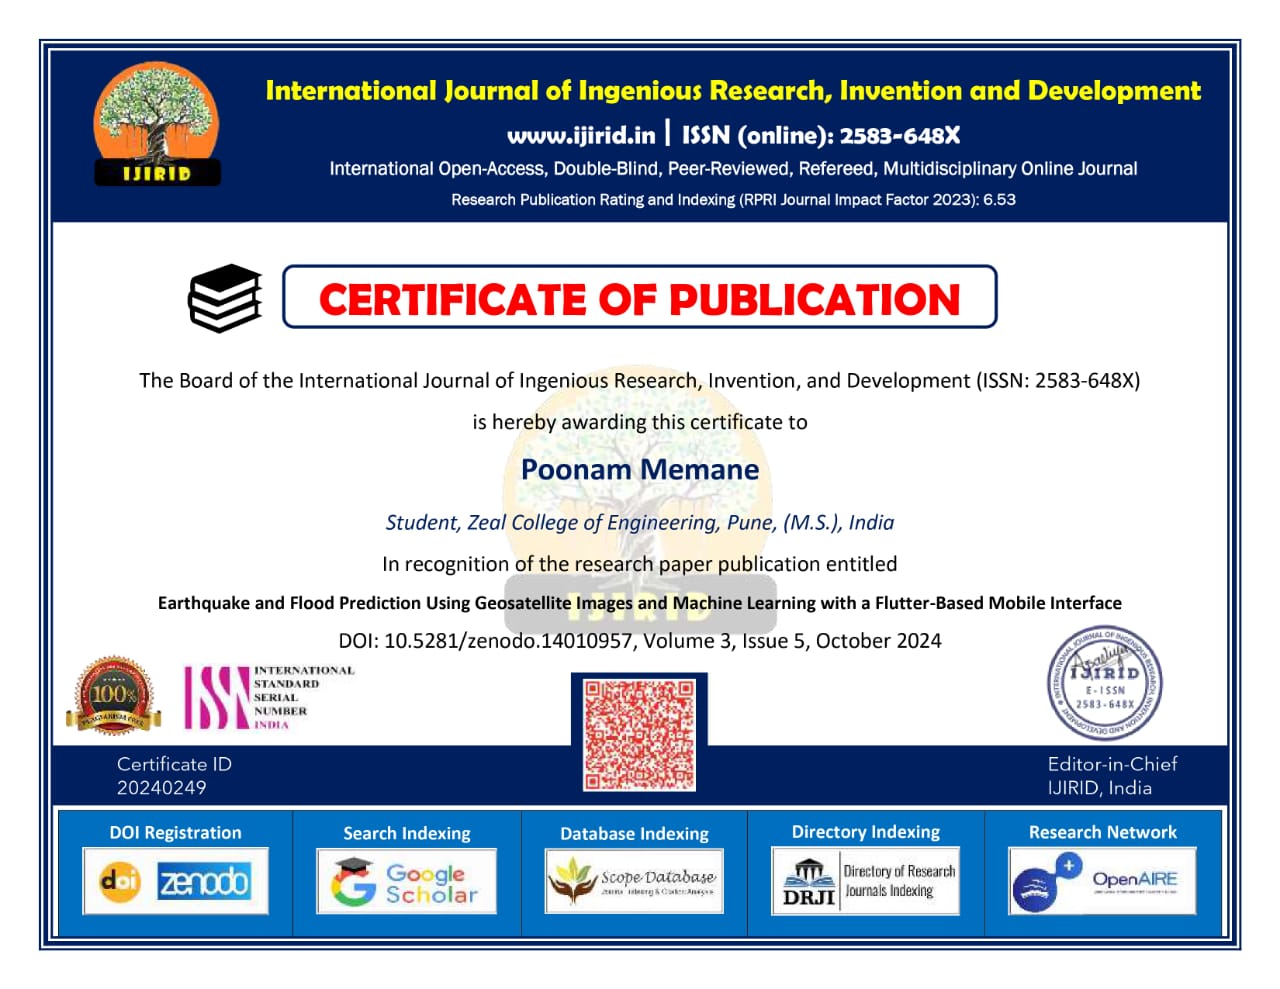 International Journal of Ingenious Research, Invention and Development
www.ijirid.in | ISSN (online): 2583-648X
International Open-Access, Double-Blind, Peer-Reviewed, Refereed, Multidisciplinary Online Journal
Research Publication Rating and Indexing (RPRI Journal Impact Factor 2023): 6.53
IJIRID
CERTIFICATE OF PUBLICATION
The Board of the International Journal of Ingenious Research, Invention, and Development (ISSN: 2583-648X)
is hereby awarding this certificate to
Poonam Memane
Student, Zeal College of Engineering, Pune, (M.S.), India
In recognition of the research paper publication entitled
Earthquake and Flood Prediction Using Geosatellite Images and Machine Learning with a Flutter-Based Mobile Interface
IJIRID
DOI: 10.5281/zenodo.14010957, Volume 3, Issue 5, October 2024
100%
PLAGIARISM FREE
ISSN
INTERNATIONAL
STANDARD
SERIAL
NUMBER
INDIA
INTERNATIONAL JOURNAL OF INGENIOUS RESEARCH, INVENTION AND DEVELOPMENT
IJIRID
E-ISSN
2583-648X
Certificate ID
20240249
Editor-in-Chief
IJIRID, India
DOI Registration
doi zenodo
Search Indexing
Google
Scholar
Database Indexing
Scope Database
Journal Indexing & Citation Analysis
Directory Indexing
DRJI
Directory of Research
Journals Indexing
Research Network
OpenAIRE